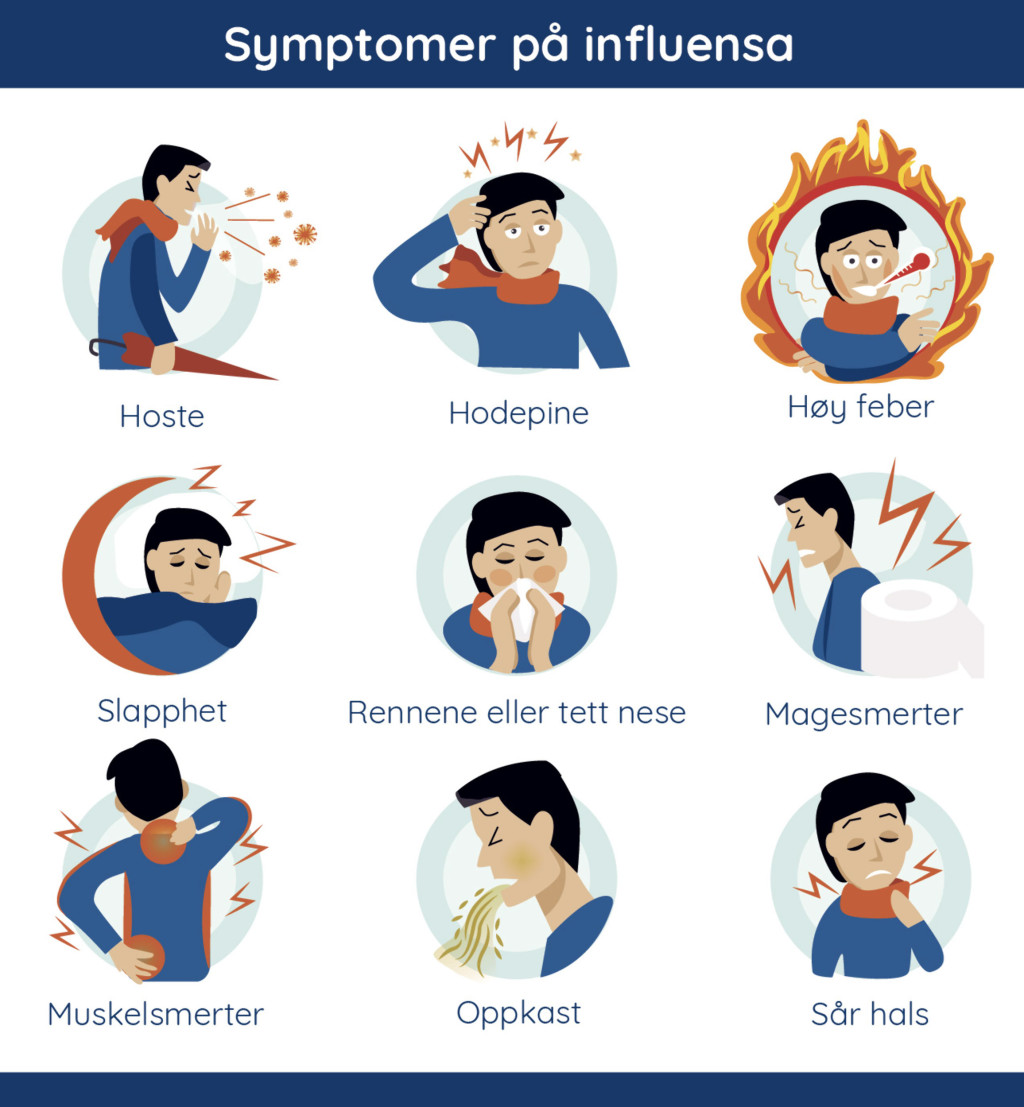 Symptomer på influensa
Hoste
Hodepine
Høy feber
Slapphet
Rennene eller tett nese
Magesmerter
Muskelsmerter
Oppkast
Sår hals